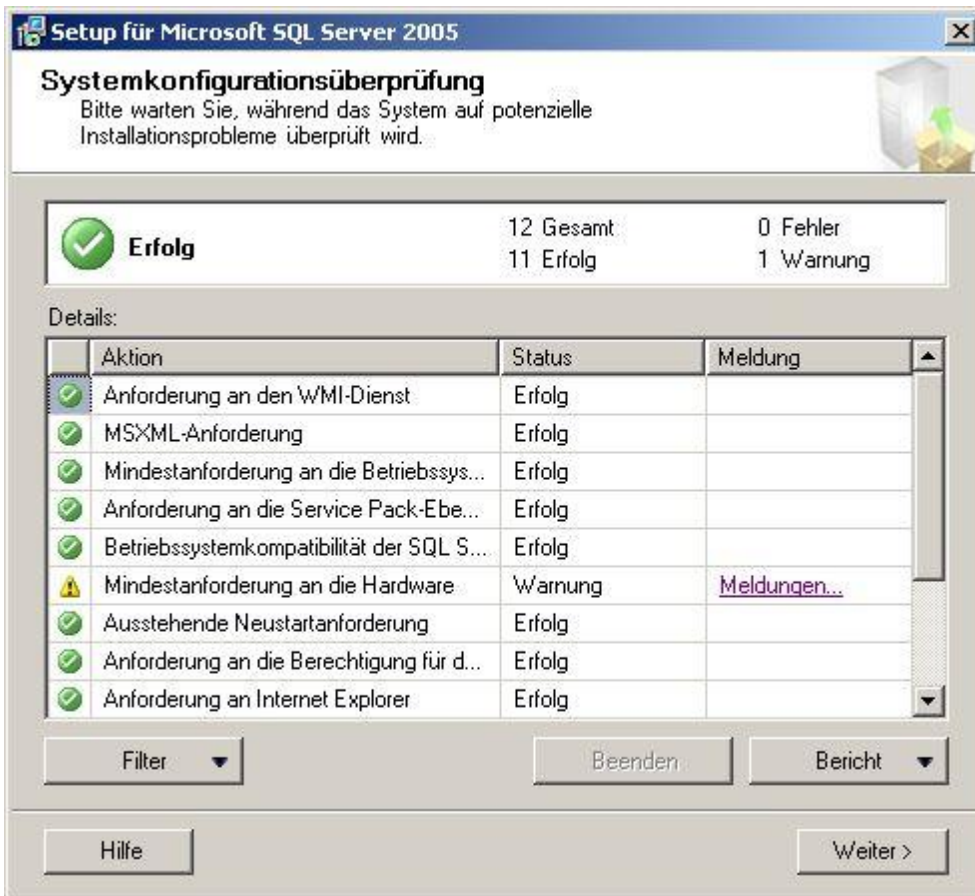 Setup für Microsoft SQL Server 2005
Systemkonfigurationsüberprüfung
Bitte warten Sie, während das System auf potenzielle
Installationsprobleme überprüft wird.
Erfolg
12 Gesamt 0 Fehler
11 Erfolg 1 Warnung
Details:
Aktion Status Meldung
Anforderung an den WMI-Dienst Erfolg
MSXML-Anforderung Erfolg
Mindestanforderung an die Betriebssys... Erfolg
Anforderung an die Service Pack-Ebe... Erfolg
Betriebssystemkompatibilität der SQL S... Erfolg
Mindestanforderung an die Hardware Warnung Meldungen...
Ausstehende Neustartanforderung Erfolg
Anforderung an die Berechtigung für d... Erfolg
Anforderung an Internet Explorer Erfolg
Filter Beenden Bericht
Hilfe Weiter >